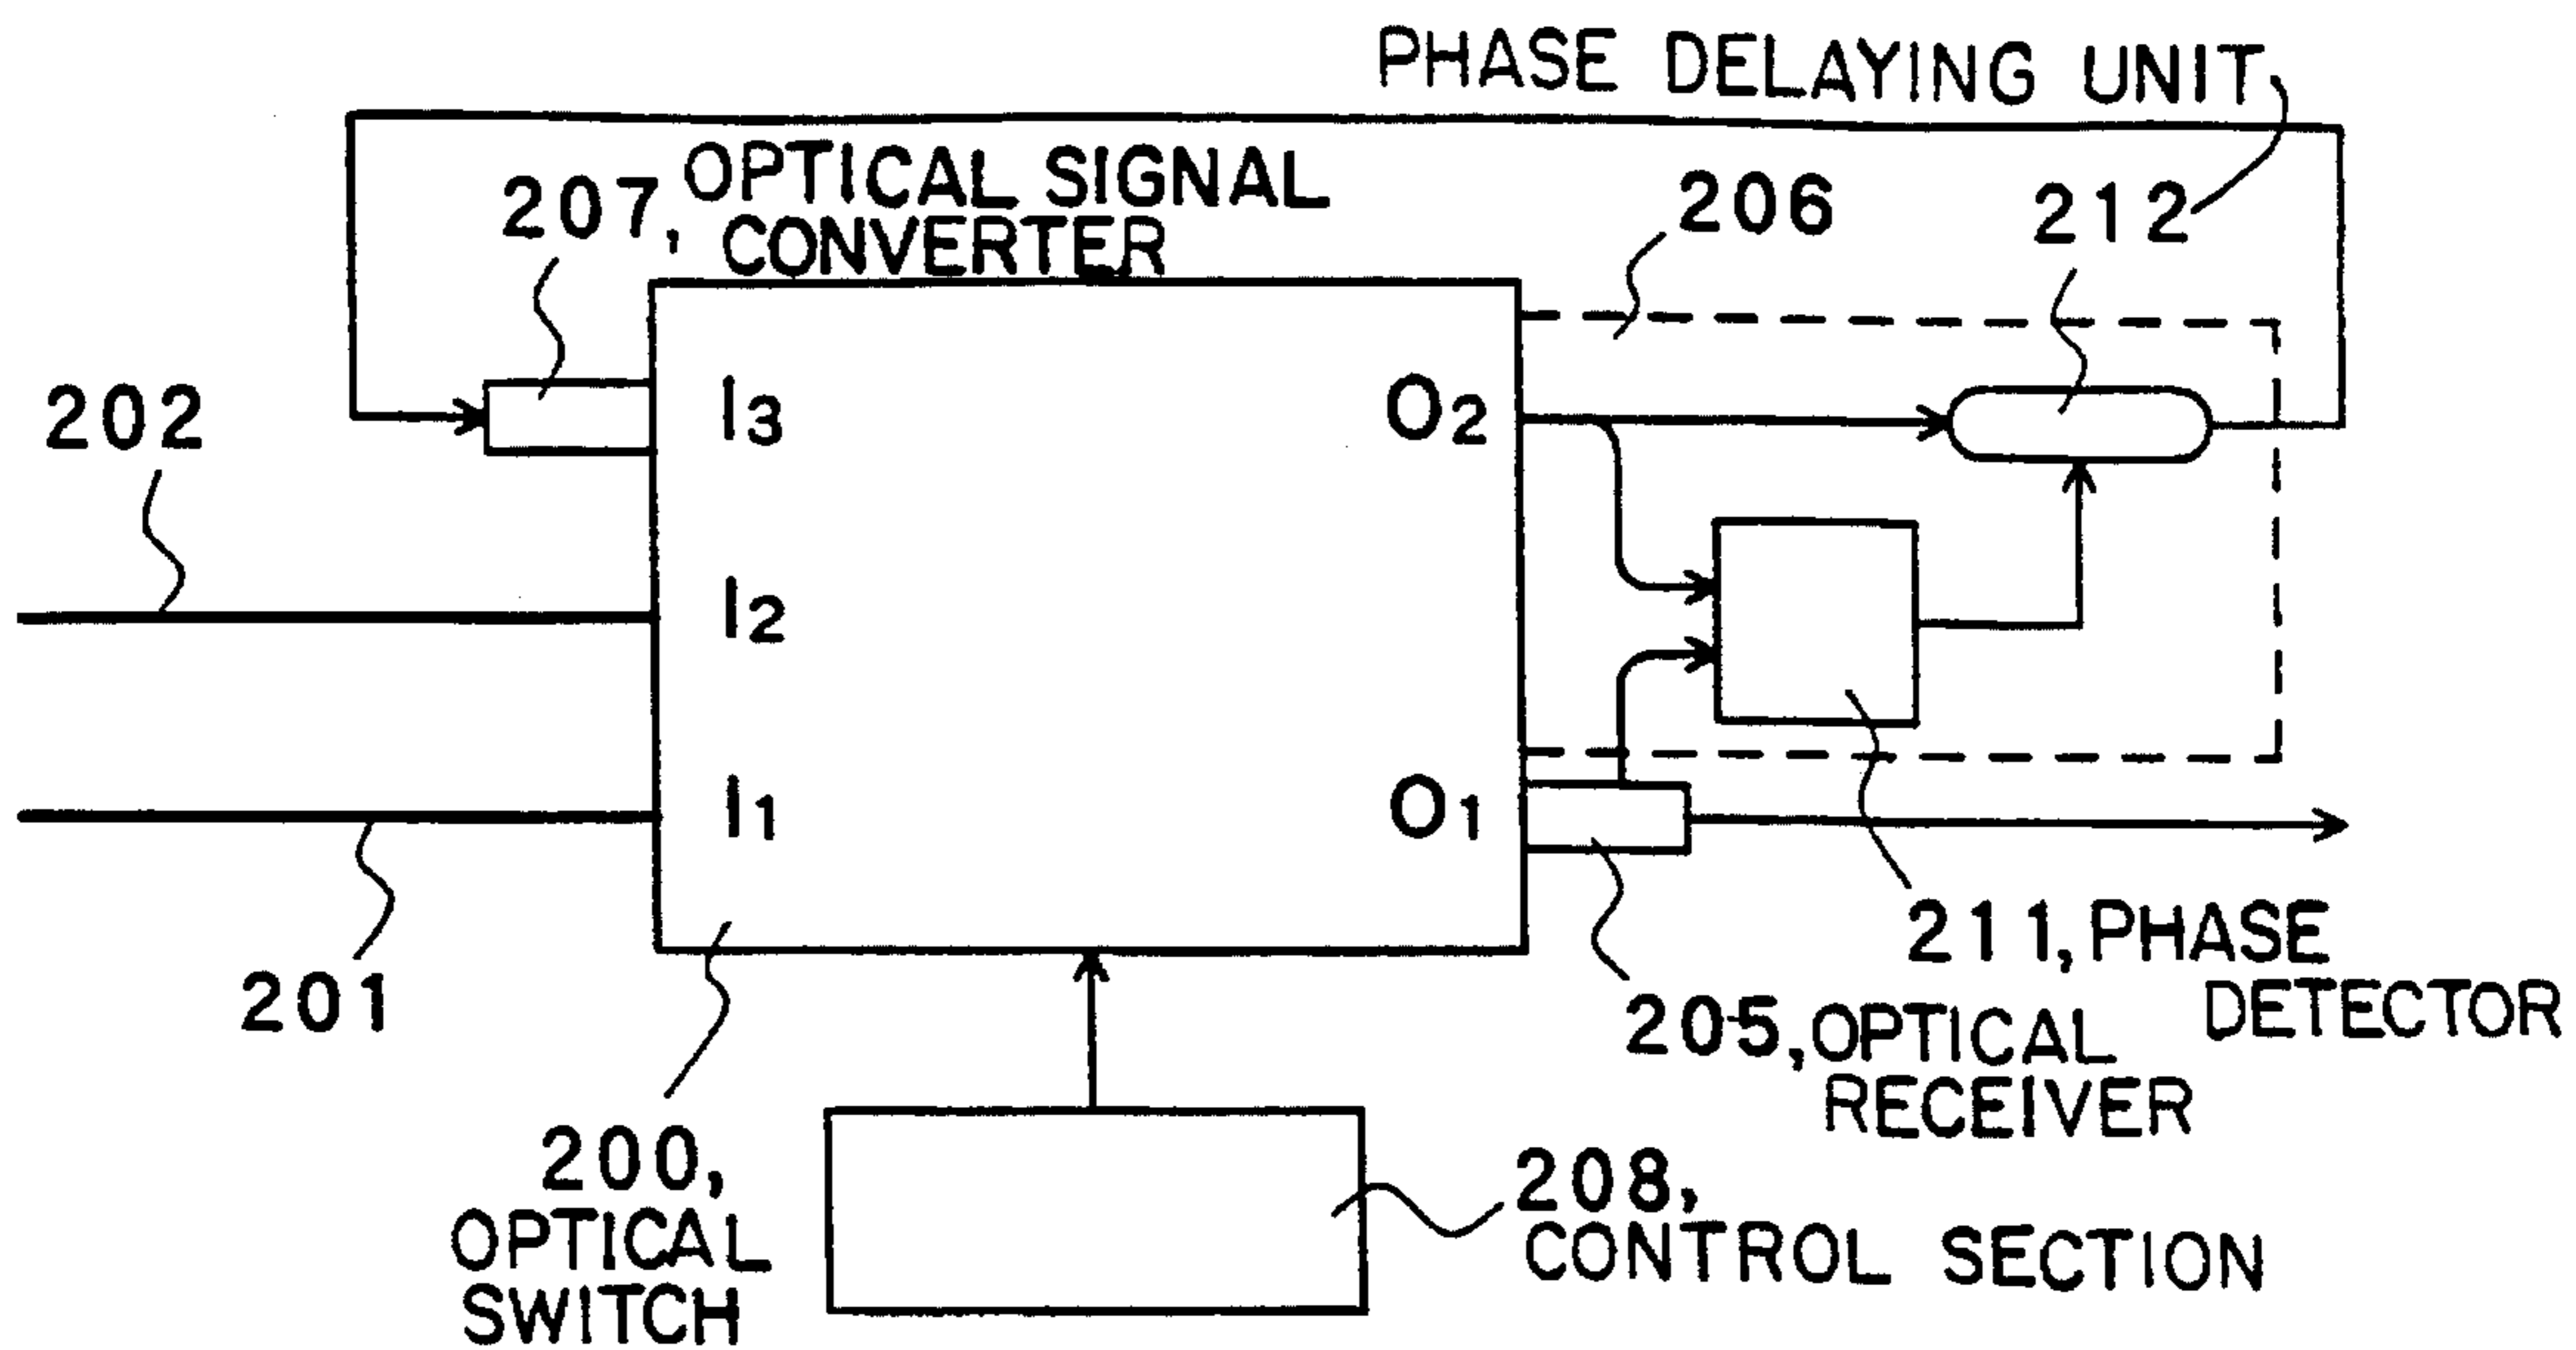 PHASE DELAYING UNIT
207, OPTICAL SIGNAL
CONVERTER
206
212
202
I3
O2
I2
I1
O1
201
211, PHASE
DETECTOR
205, OPTICAL
RECEIVER
200,
OPTICAL
SWITCH
208,
CONTROL SECTION